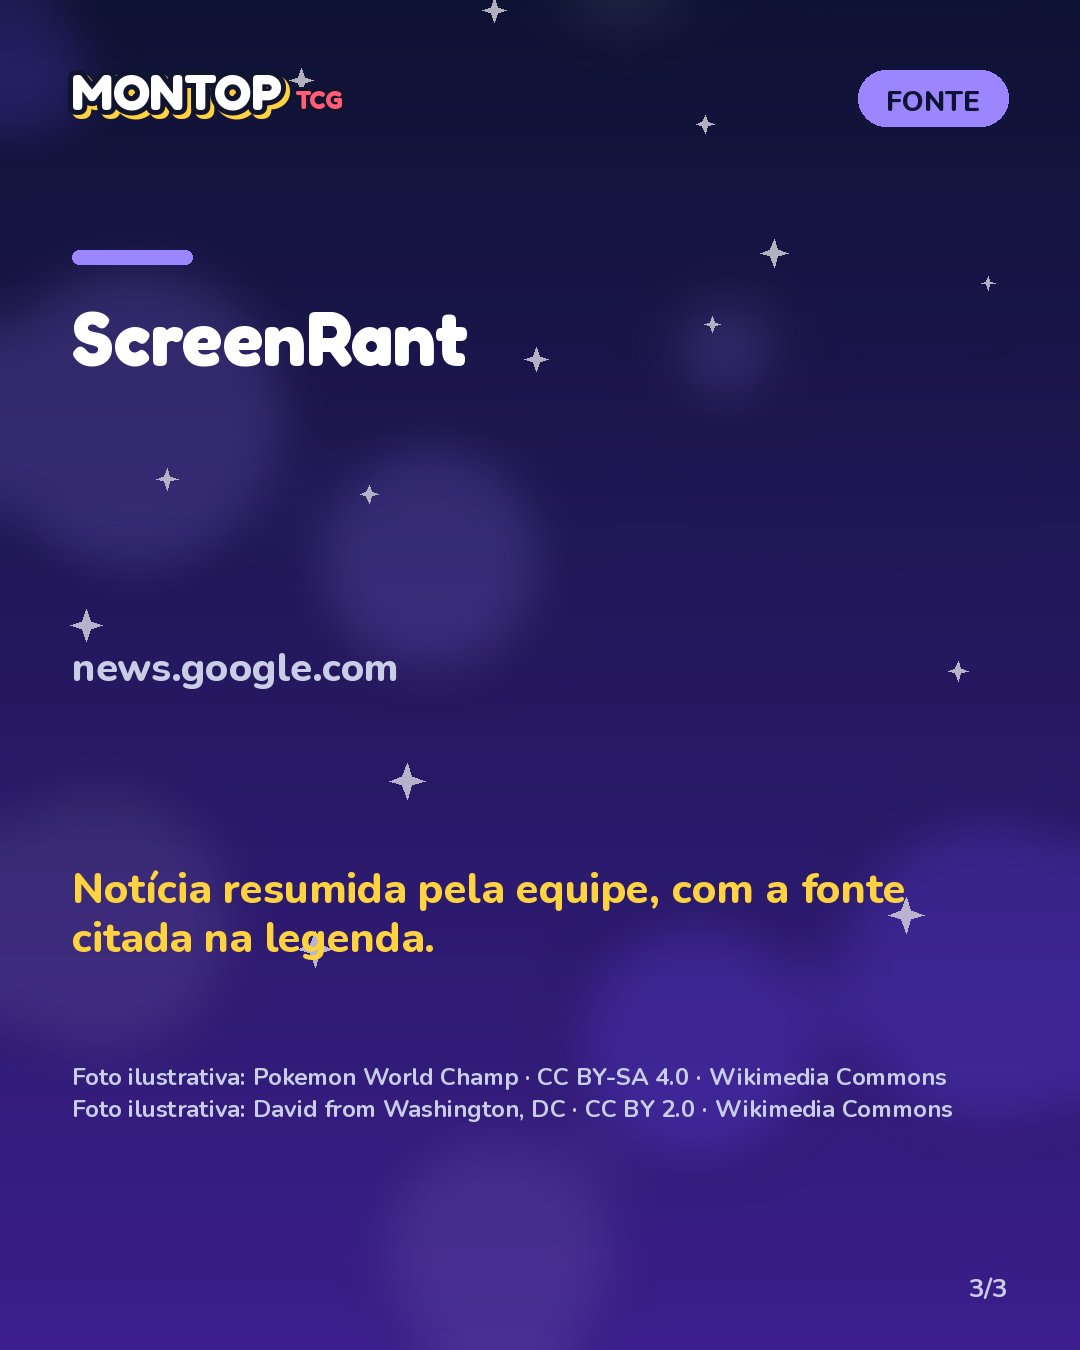 MONTOP TCG
FONTE
ScreenRant
news.google.com
Notícia resumida pela equipe, com a fonte
citada na legenda.
Foto ilustrativa: Pokemon World Champ · CC BY-SA 4.0 · Wikimedia Commons
Foto ilustrativa: David from Washington, DC · CC BY 2.0 · Wikimedia Commons
3/3